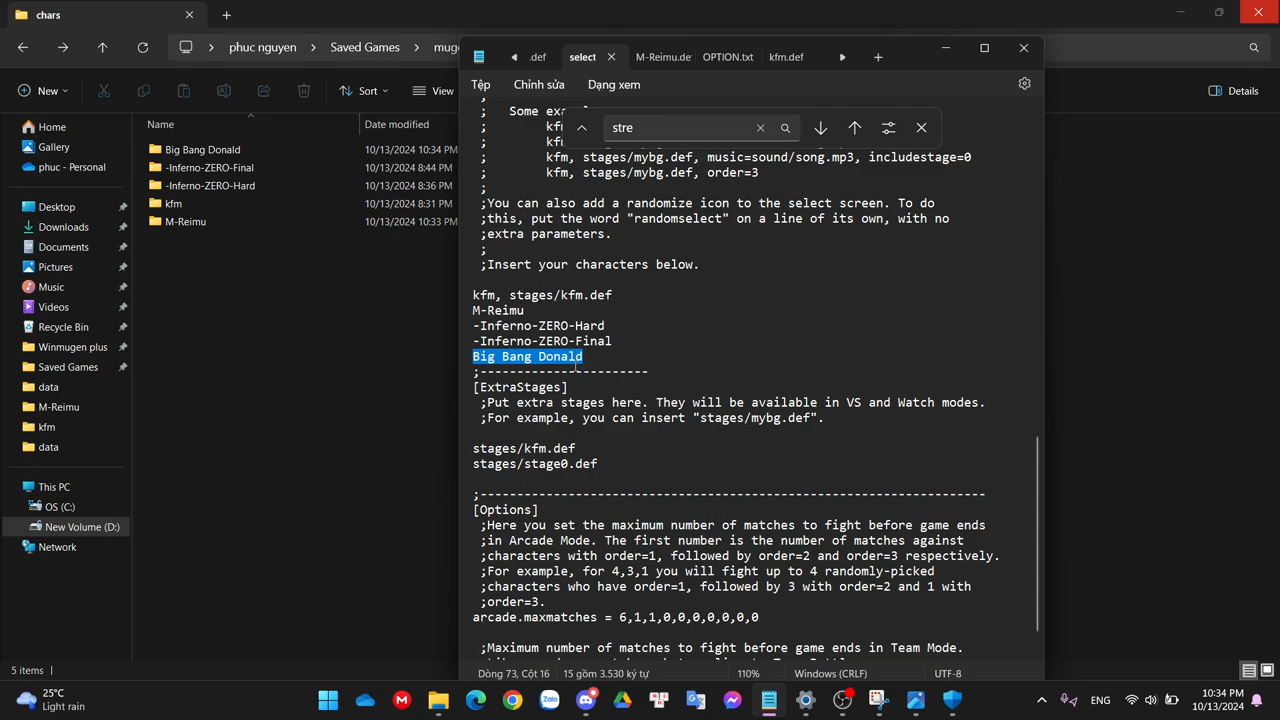 chars
phuc nguyen > Saved Games > muge
New
Sort
View
Details
Home
Gallery
phuc - Personal
Desktop
Downloads
Documents
Pictures
Music
Videos
Recycle Bin
Winmugen plus
Saved Games
data
M-Reimu
kfm
data
This PC
OS (C:)
New Volume (D:)
Network
Name
Date modified
Big Bang Donald 10/13/2024 10:34 PM
-Inferno-ZERO-Final 10/13/2024 8:44 PM
-Inferno-ZERO-Hard 10/13/2024 8:36 PM
kfm 10/13/2024 8:31 PM
M-Reimu 10/13/2024 10:33 PM
5 items
.def
select
M-Reimu.de
OPTION.txt
kfm.def
Tệp
Chỉnh sửa
Dạng xem
stre
;
; Some exa
; kfm
; kfm
; kfm, stages/mybg.def, music=sound/song.mp3, includestage=0
; kfm, stages/mybg.def, order=3
;
;You can also add a randomize icon to the select screen. To do
;this, put the word "randomselect" on a line of its own, with no
;extra parameters.
;
;Insert your characters below.
kfm, stages/kfm.def
M-Reimu
-Inferno-ZERO-Hard
-Inferno-ZERO-Final
Big Bang Donald
;-----------------------
[ExtraStages]
;Put extra stages here. They will be available in VS and Watch modes.
;For example, you can insert "stages/mybg.def".
stages/kfm.def
stages/stage0.def
;-------------------------------------------------------------------
[Options]
;Here you set the maximum number of matches to fight before game ends
;in Arcade Mode. The first number is the number of matches against
;characters with order=1, followed by order=2 and order=3 respectively.
;For example, for 4,3,1 you will fight up to 4 randomly-picked
;characters who have order=1, followed by 3 with order=2 and 1 with
;order=3.
arcade.maxmatches = 6,1,1,0,0,0,0,0,0,0
;Maximum number of matches to fight before game ends in Team Mode.
Dòng 73, Cột 16
15 gồm 3.530 ký tự
110%
Windows (CRLF)
UTF-8
25°C
Light rain
Zalo
ENG
10:34 PM
10/13/2024